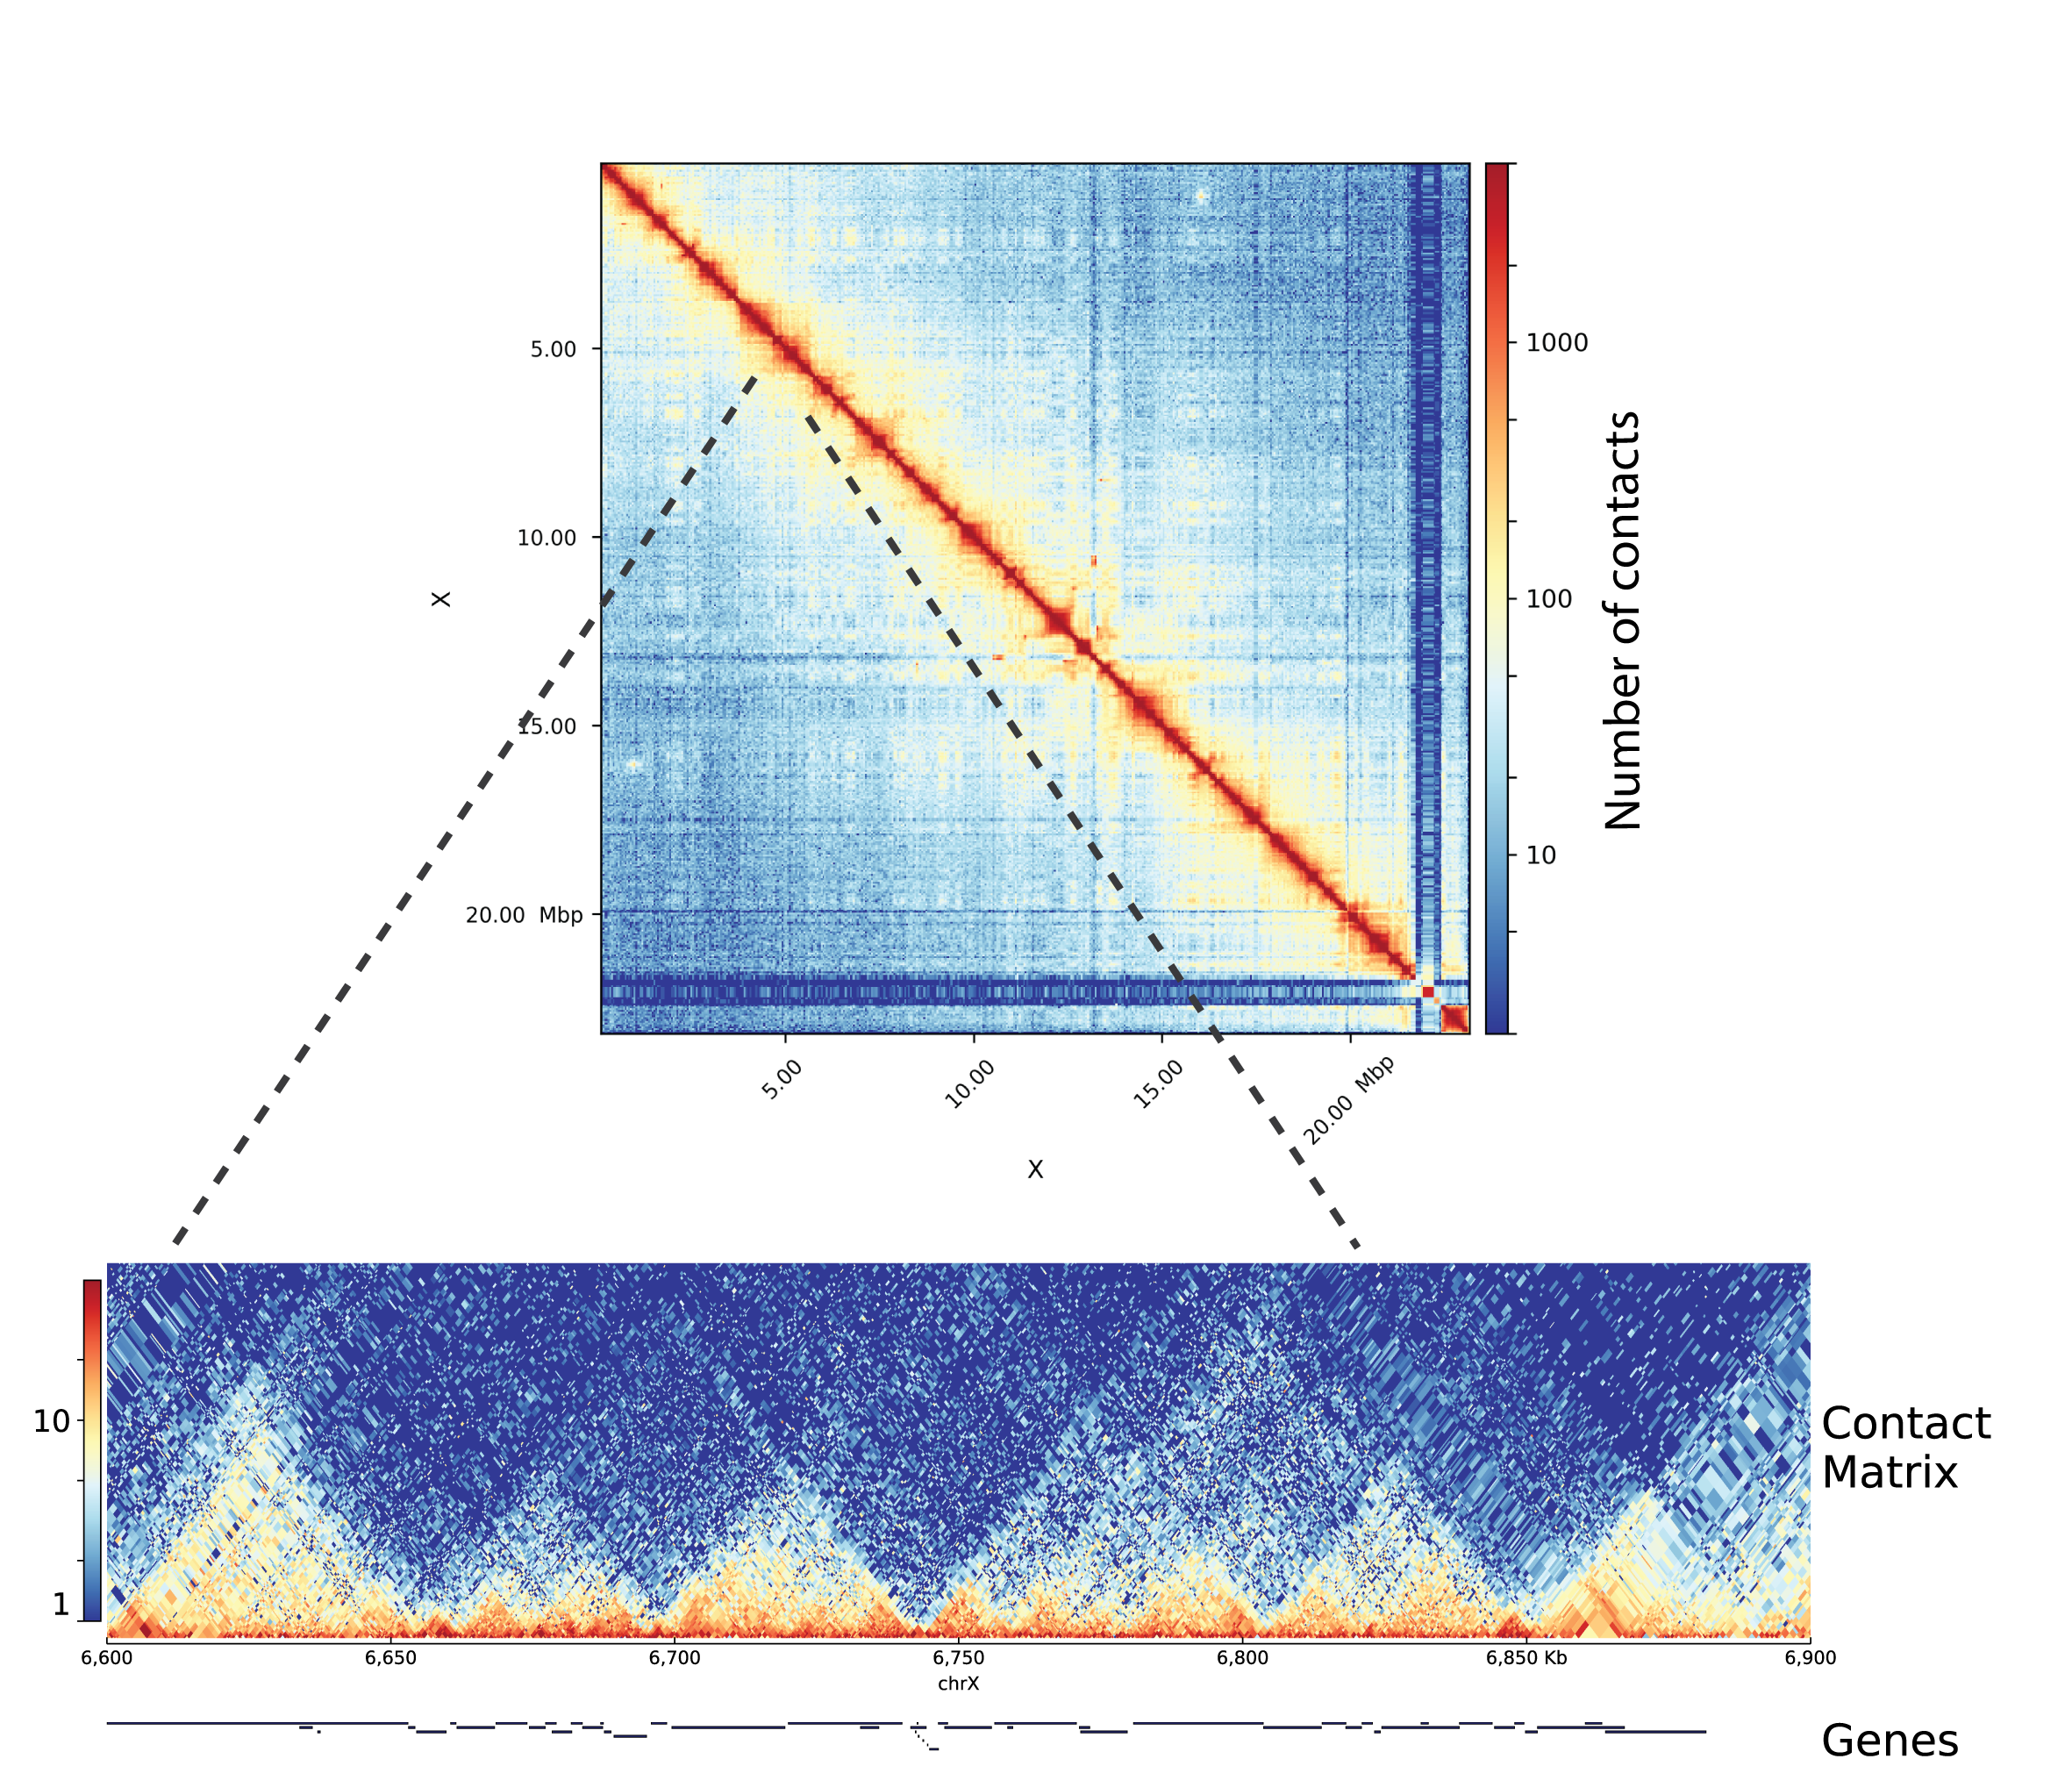 5.00
10.00
15.00
20.00 Mbp
X
5.00
10.00
15.00
20.00 Mbp
X
1000
100
10
Number of contacts
10
1
Contact
Matrix
6,600
6,650
6,700
6,750
6,800
6,850 Kb
6,900
chrX
Genes